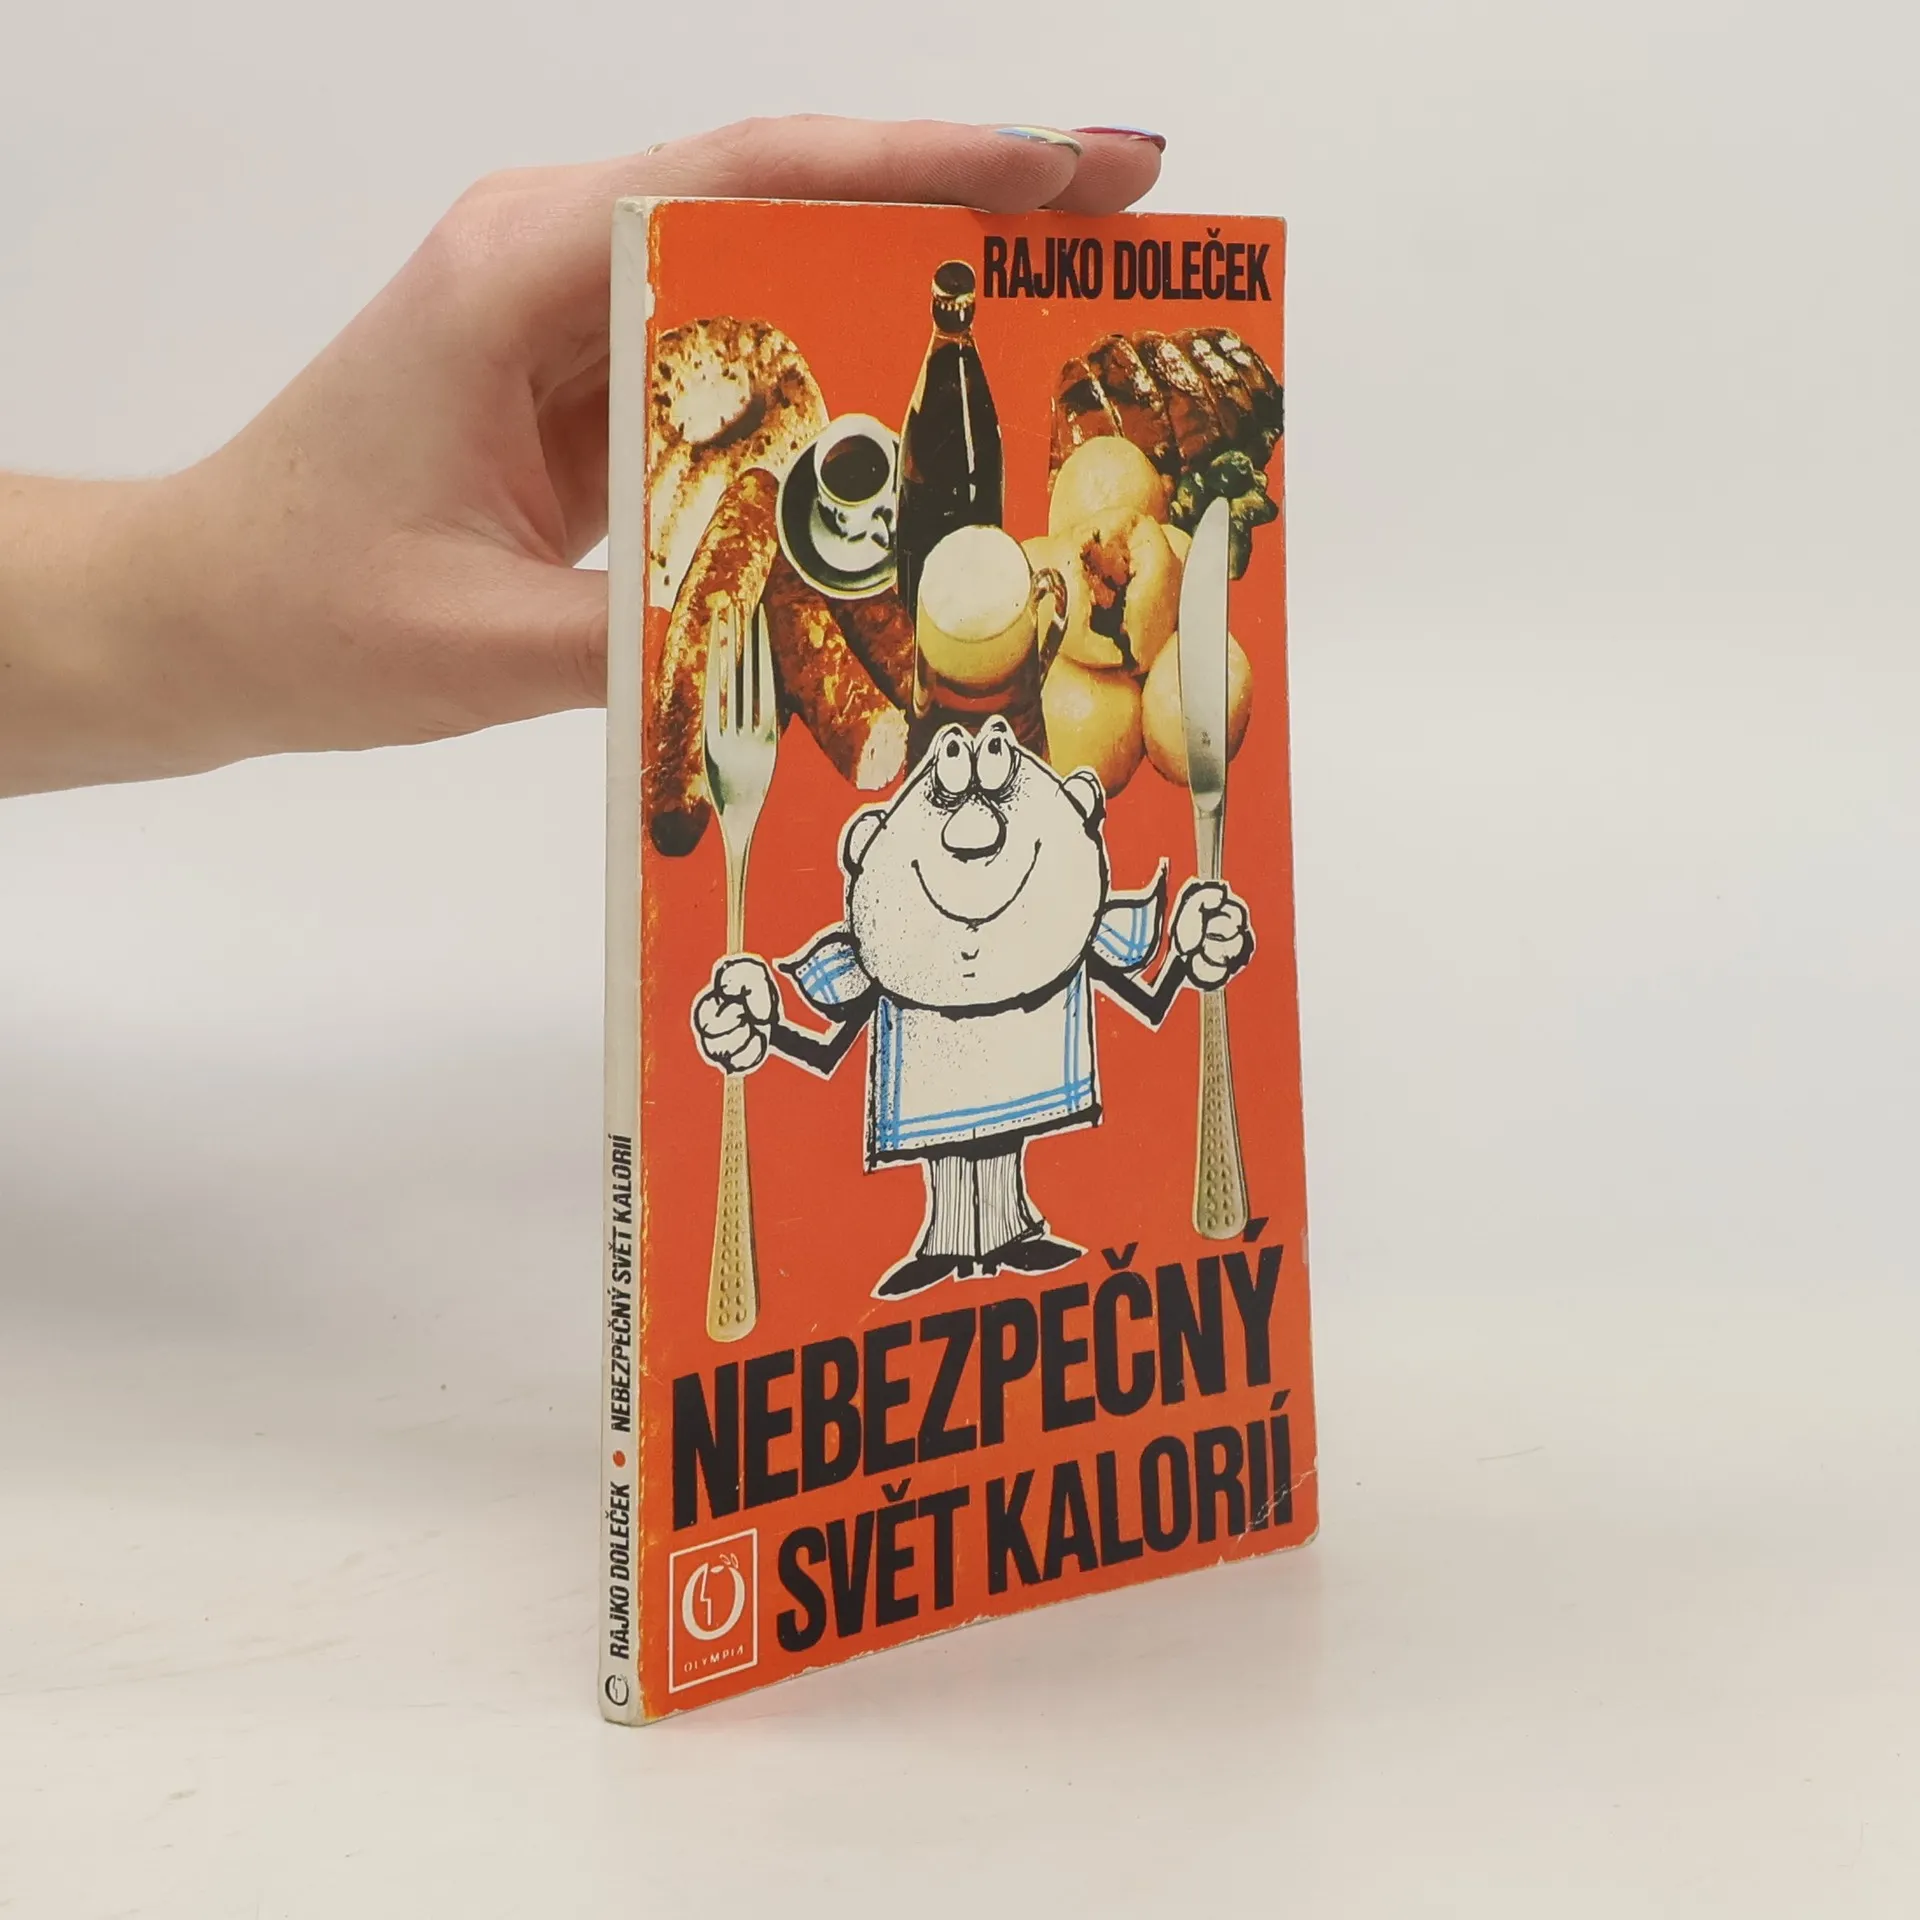 RAJKO DOLEČEK
NEBEZPEČNÝ
SVĚT KALORIÍ
OLYMPIA
RAJKO DOLEČEK • NEBEZPEČNÝ SVĚT KALORIÍ